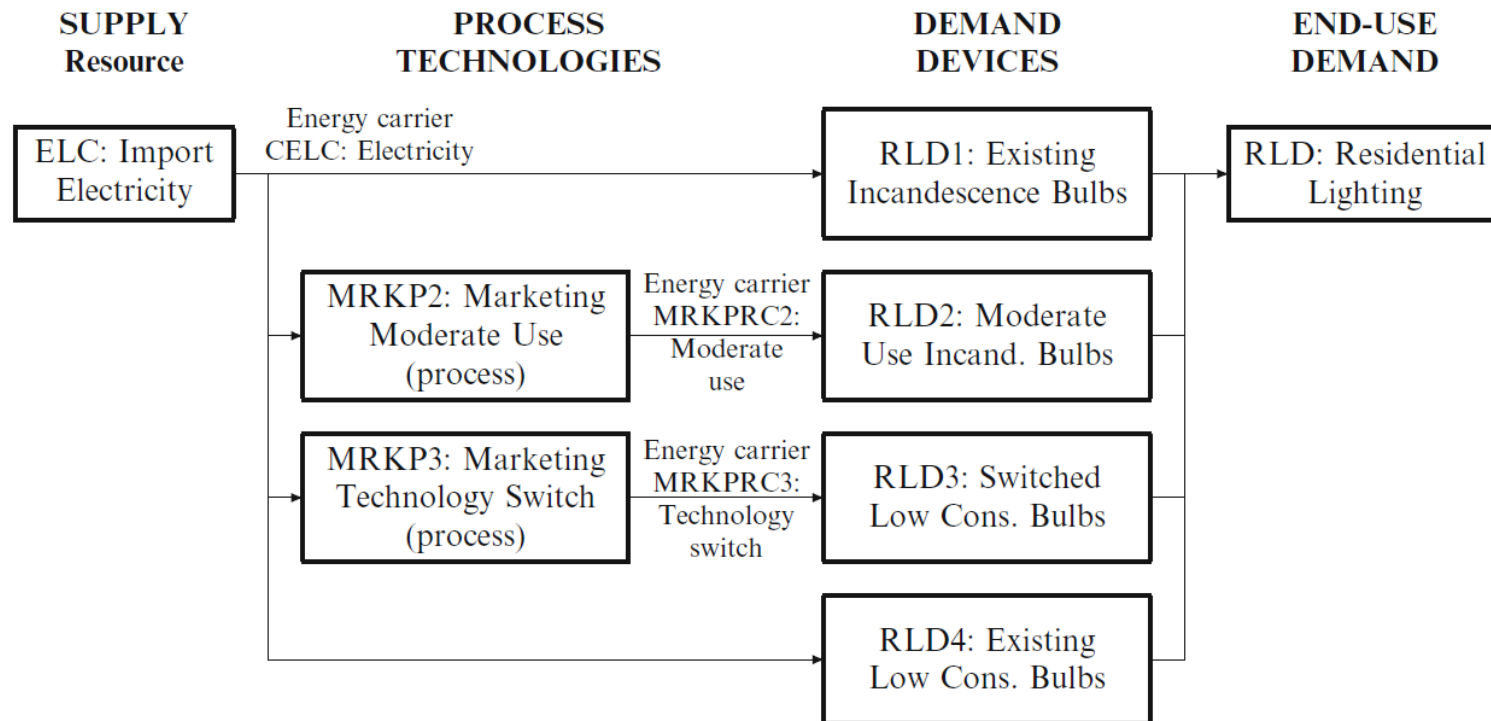 SUPPLY
Resource
PROCESS
TECHNOLOGIES
DEMAND
DEVICES
END-USE
DEMAND
ELC: Import
Electricity
Energy carrier
CELC: Electricity
RLD1: Existing
Incandescence Bulbs
RLD: Residential
Lighting
MRKP2: Marketing
Moderate Use
(process)
Energy carrier
MRKPRC2:
Moderate
use
RLD2: Moderate
Use Incand. Bulbs
MRKP3: Marketing
Technology Switch
(process)
Energy carrier
MRKPRC3:
Technology
switch
RLD3: Switched
Low Cons. Bulbs
RLD4: Existing
Low Cons. Bulbs